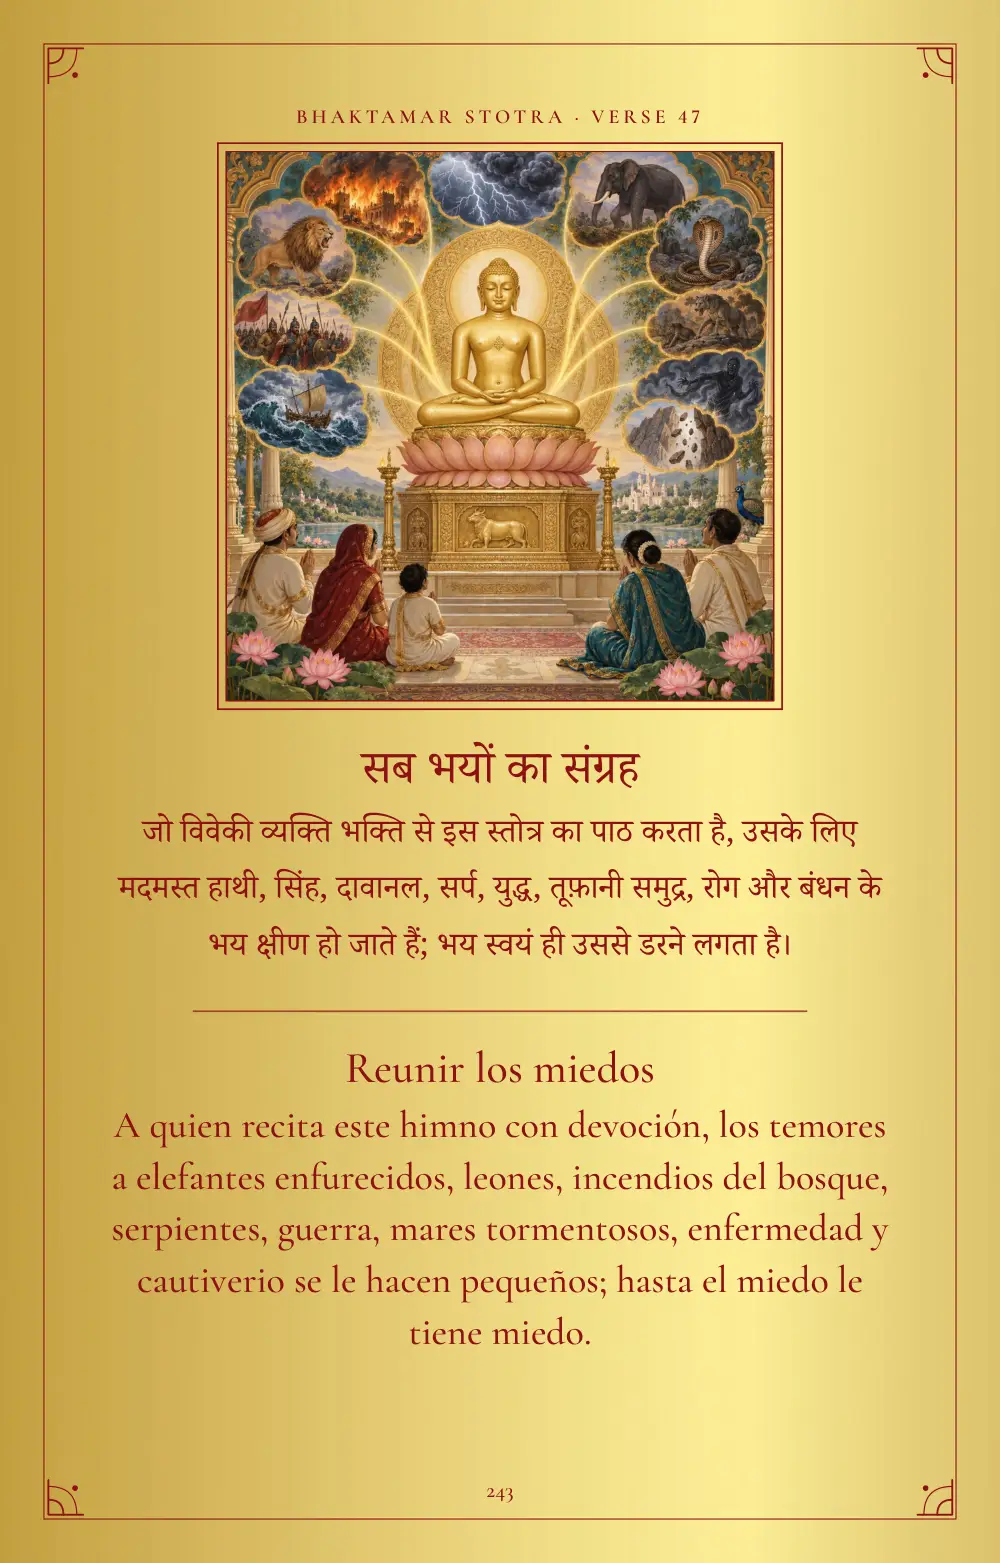 BHAKTAMAR STOTRA · VERSE 47
सब भयों का संग्रह
जो विवेकी व्यक्ति भक्ति से इस स्तोत्र का पाठ करता है, उसके लिए
मदमस्त हाथी, सिंह, दावानल, सर्प, युद्ध, तूफ़ानी समुद्र, रोग और बंधन के
भय क्षीण हो जाते हैं; भय स्वयं ही उससे डरने लगता है।
Reunir los miedos
A quien recita este himno con devoción, los temores
a elefantes enfurecidos, leones, incendios del bosque,
serpientes, guerra, mares tormentosos, enfermedad y
cautiverio se le hacen pequeños; hasta el miedo le
tiene miedo.
243